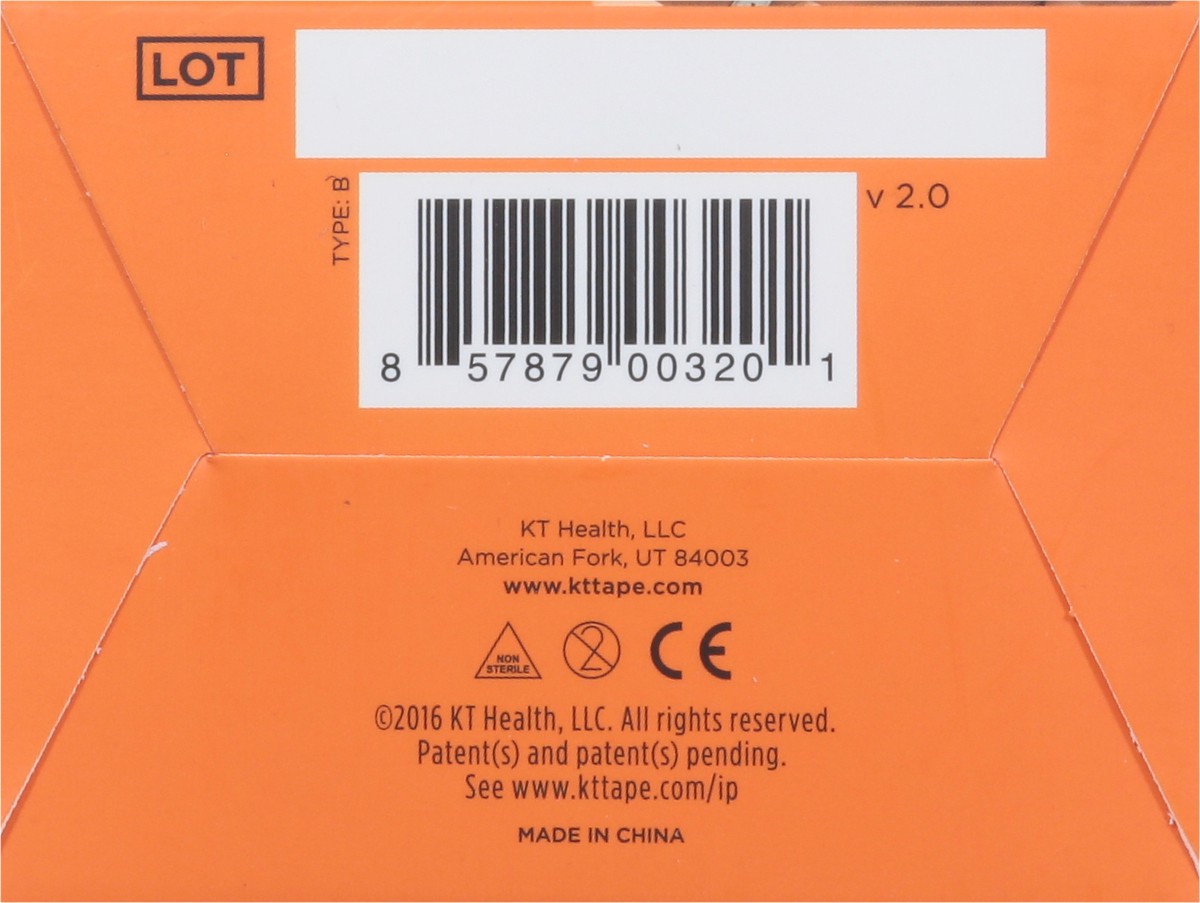 LOT
TYPE: B
v 2.0
8 57879 00320 1
KT Health, LLC
American Fork, UT 84003
www.kttape.com
NON
STERILE
2
CE
©2016 KT Health, LLC. All rights reserved.
Patent(s) and patent(s) pending.
See www.kttape.com/ip
MADE IN CHINA